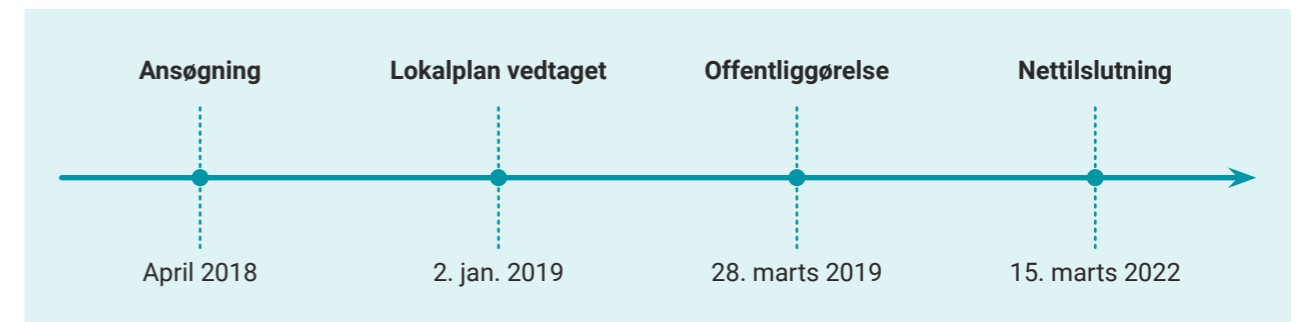 Ansøgning Lokalplan vedtaget Offentliggørelse Nettilslutning
April 2018 2. jan. 2019 28. marts 2019 15. marts 2022